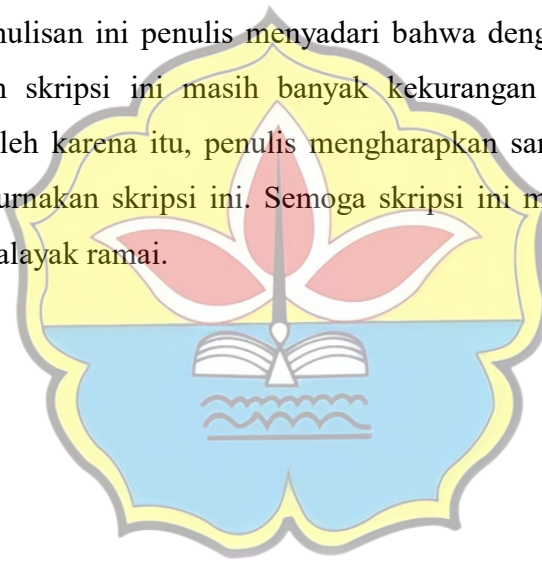 nulisan ini penulis menyadari bahwa deng
n skripsi ini masih banyak kekurangan
leh karena itu, penulis mengharapkan sar
urnakan skripsi ini. Semoga skripsi ini m
alayak ramai.